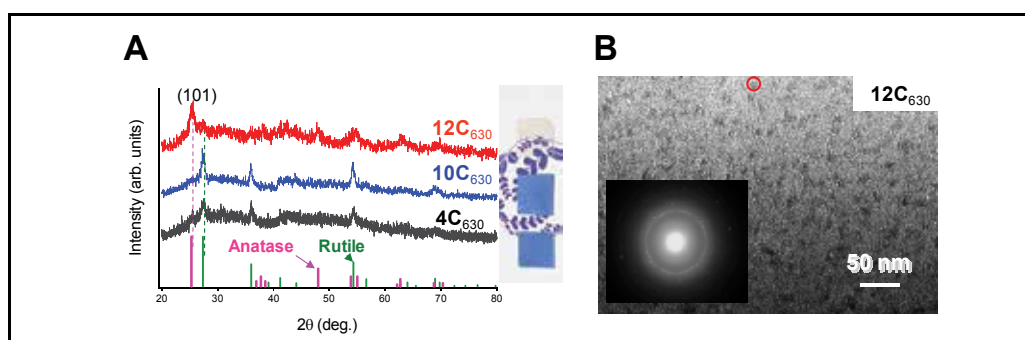 A
Intensity (arb. units)
(101)
12C630
10C630
4C630
Anatase
Rutile
20 30 40 50 60 70 80
2θ (deg.)
B
12C630
50 nm